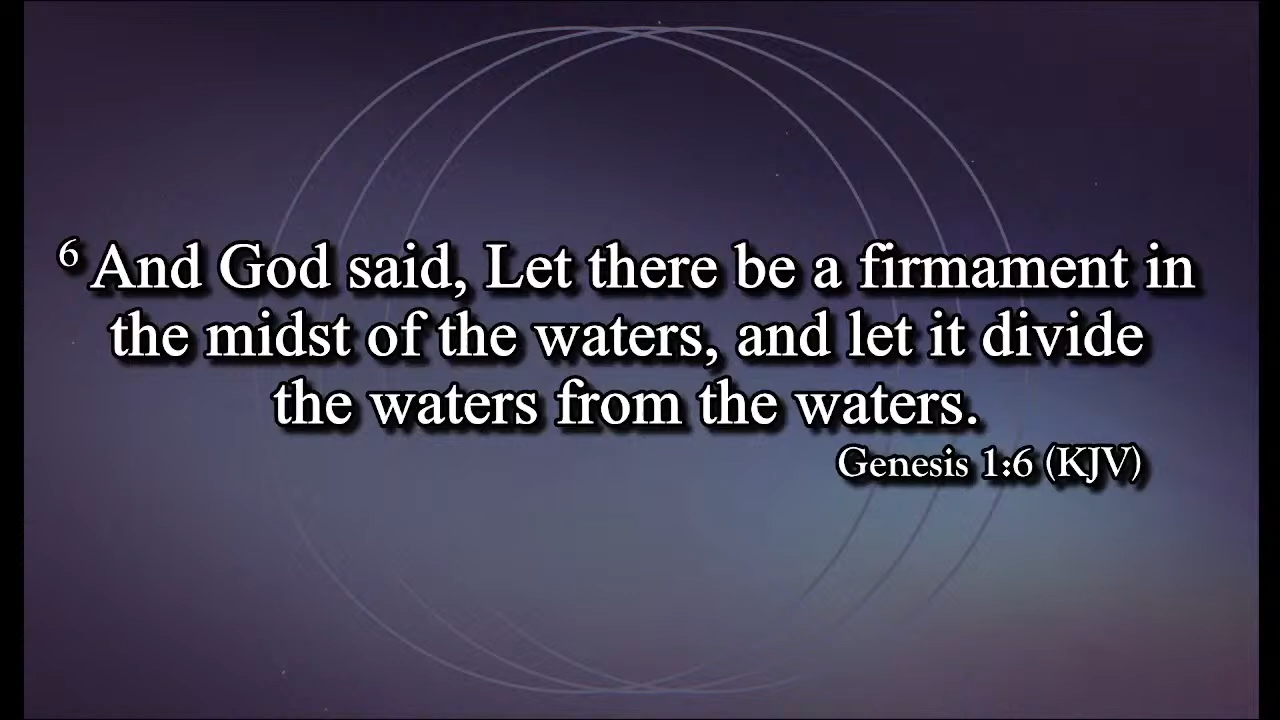 6 And God said, Let there be a firmament in
the midst of the waters, and let it divide
the waters from the waters.
Genesis 1:6 (KJV)